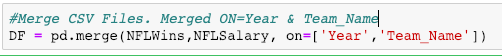 #Merge CSV Files. Merged ON=Year & Team_Name
DF = pd.merge(NFLWins,NFLSalary, on=['Year','Team_Name'])